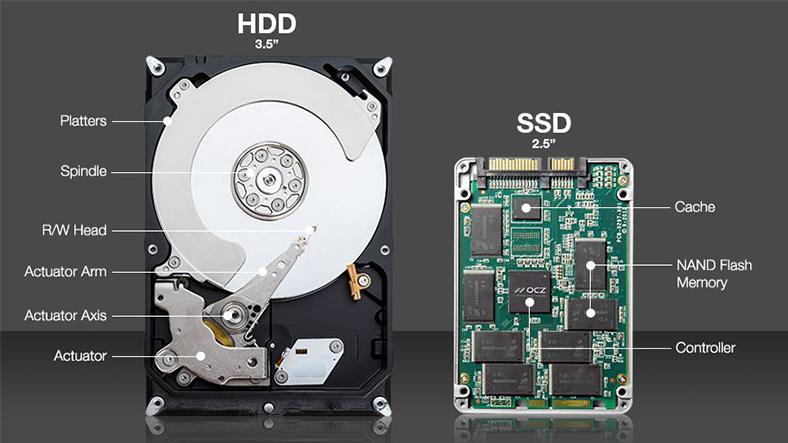 HDD
3.5”
Platters
Spindle
R/W Head
Actuator Arm
Actuator Axis
Actuator
SSD
2.5”
Cache
NAND Flash
Memory
Controller
OCZ